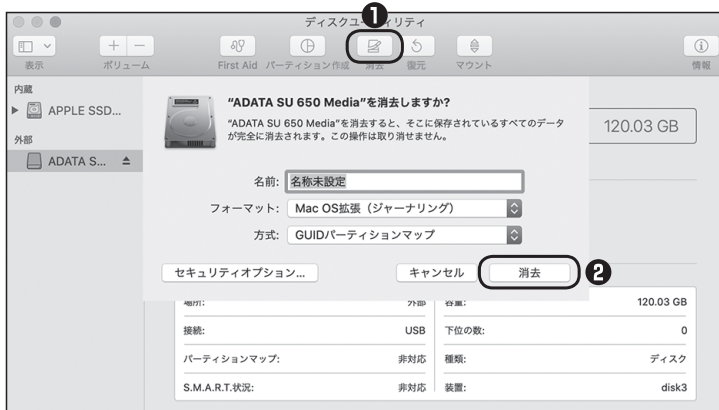 ❶
ディスクユーティリティ
表示 ボリューム First Aid パーティション作成 消去 復元 マウント 情報
内蔵
APPLE SSD...
外部
ADATA S...
"ADATA SU 650 Media"を消去しますか?
"ADATA SU 650 Media"を消去すると、そこに保存されているすべてのデータ
が完全に消去されます。この操作は取り消せません。
120.03 GB
名前: 名称未設定
フォーマット: Mac OS拡張（ジャーナリング）
方式: GUIDパーティションマップ
セキュリティオプション... キャンセル 消去 ❷
場所: 外部 容量: 120.03 GB
接続: USB 下位の数: 0
パーティションマップ: 非対応 種類: ディスク
S.M.A.R.T.状況: 非対応 装置: disk3